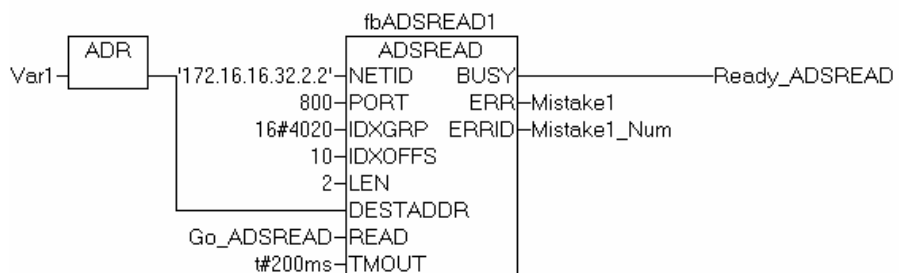 fbADSREAD1
ADR
ADSREAD
Var1 '172.16.16.32.2.2' NETID BUSY Ready_ADSREAD
800 PORT ERR Mistake1
16#4020 IDXGRP ERRID Mistake1_Num
10 IDXOFFS
2 LEN
DESTADDR
Go_ADSREAD READ
t#200ms TMOUT